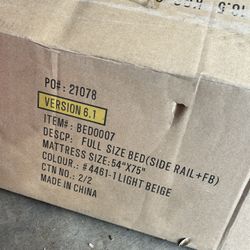 PO#: 21078
VERSION 6.1
ITEM#: BED0007
DESCP: FULL SIZE BED(SIDE RAIL+FB)
MATTRESS SIZE:54"X75"
COLOUR.: #4461-1 LIGHT BEIGE
CTN NO.: 2/2
MADE IN CHINA